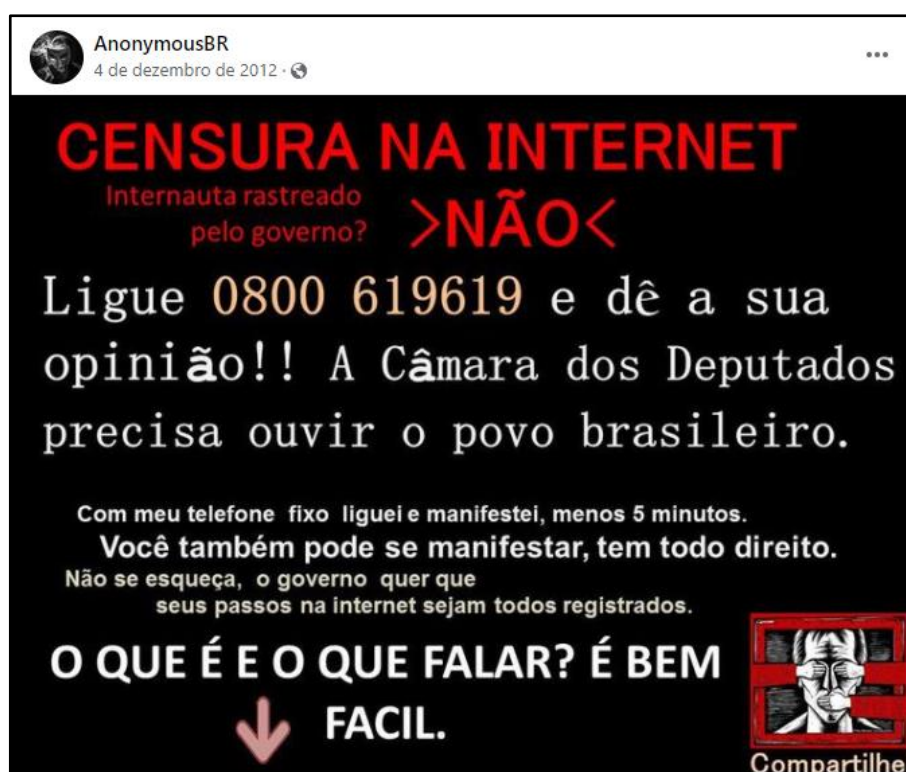 AnonymousBR
4 de dezembro de 2012
CENSURA NA INTERNET
Internauta rastreado
pelo governo?
>NÃO<
Ligue 0800 619619 e dê a sua
opinião!! A Câmara dos Deputados
precisa ouvir o povo brasileiro.
Com meu telefone fixo liguei e manifestei, menos 5 minutos.
Você também pode se manifestar, tem todo direito.
Não se esqueça, o governo quer que
seus passos na internet sejam todos registrados.
O QUE É E O QUE FALAR? É BEM
FACIL.
Compartilhe